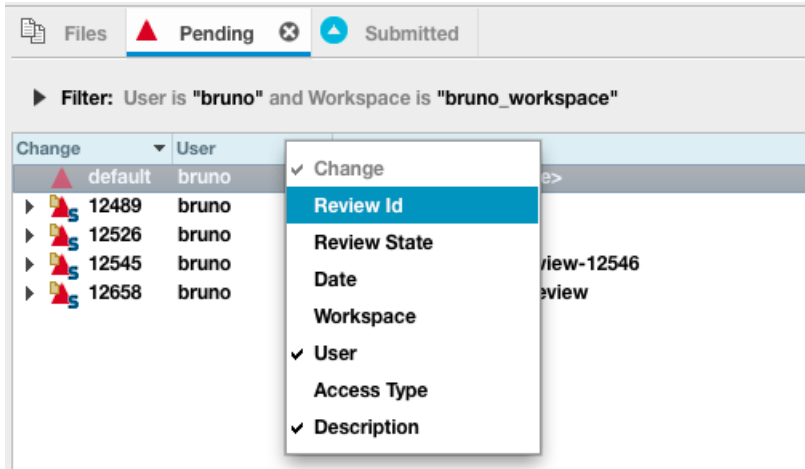 Files Pending Submitted
Filter: User is "bruno" and Workspace is "bruno_workspace"
Change User
default bruno e>
12489 bruno
12526 bruno
12545 bruno view-12546
12658 bruno eview
Change
Review Id
Review State
Date
Workspace
User
Access Type
Description